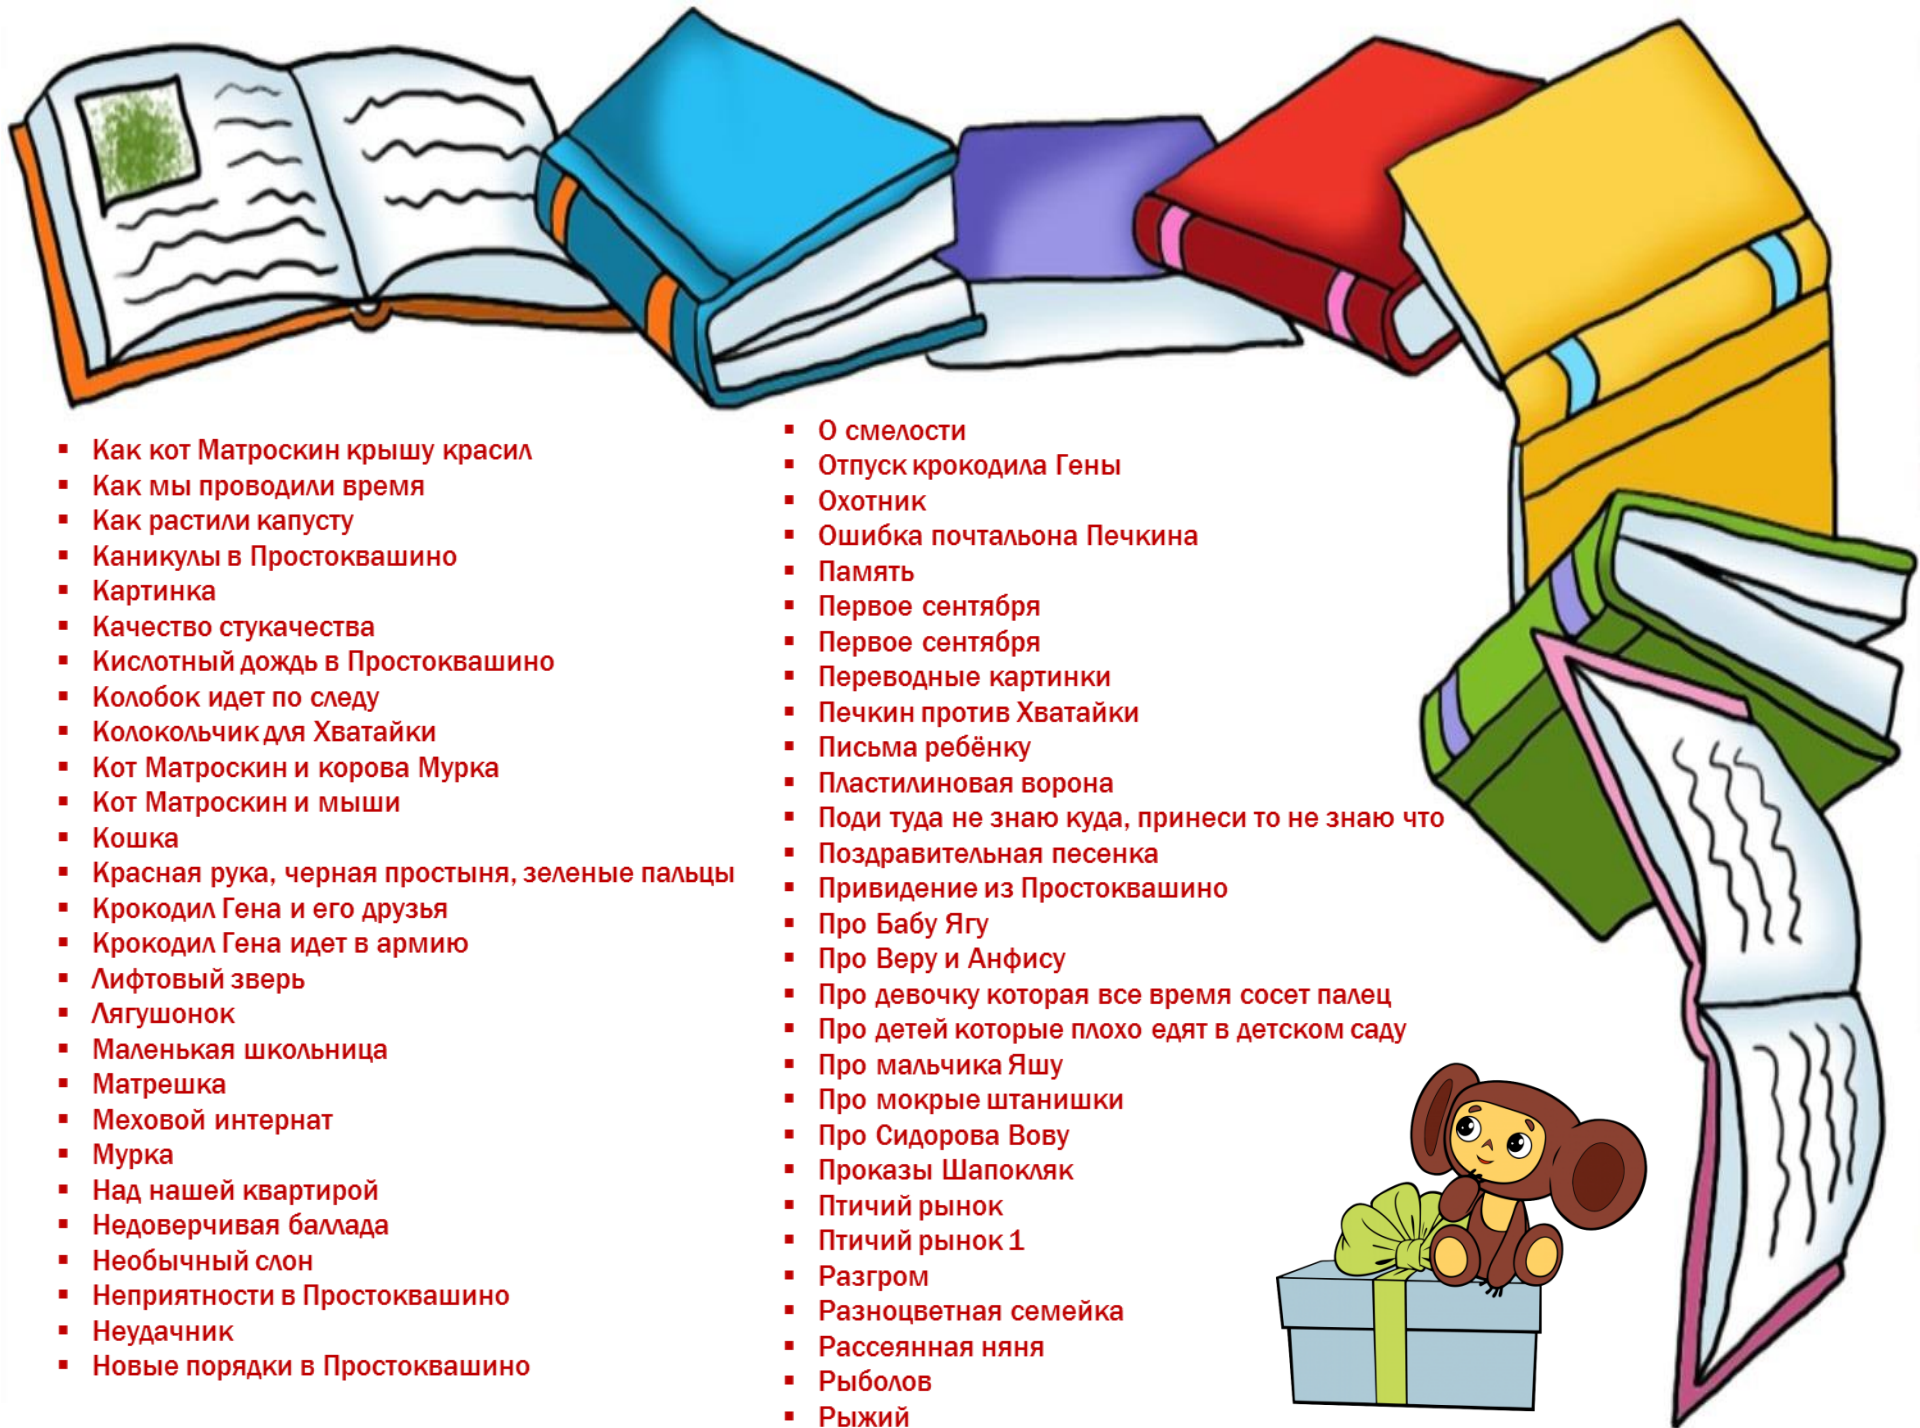 Как кот Матроскин крышу красил
Как мы проводили время
Как растили капусту
Каникулы в Простоквашино
Картинка
Качество стукачества
Кислотный дождь в Простоквашино
Колобок идет по следу
Колокольчик для Хватайки
Кот Матроскин и корова Мурка
Кот Матроскин и мыши
Кошка
Красная рука, черная простыня, зеленые пальцы
Крокодил Гена и его друзья
Крокодил Гена идет в армию
Лифтовый зверь
Лягушонок
Маленькая школьница
Матрешка
Меховой интернат
Мурка
Над нашей квартирой
Недоверчивая баллада
Необычный слон
Неприятности в Простоквашино
Неудачник
Новые порядки в Простоквашино
О смелости
Отпуск крокодила Гены
Охотник
Ошибка почтальона Печкина
Память
Первое сентября
Первое сентября
Переводные картинки
Печкин против Хватайки
Письма ребёнку
Пластилиновая ворона
Поди туда не знаю куда, принеси то не знаю что
Поздравительная песенка
Привидение из Простоквашино
Про Бабу Ягу
Про Веру и Анфису
Про девочку которая все время сосет палец
Про детей которые плохо едят в детском саду
Про мальчика Яшу
Про мокрые штанишки
Про Сидорова Вову
Проказы Шапокляк
Птичий рынок
Птичий рынок 1
Разгром
Разноцветная семейка
Рассеянная няня
Рыболов
Рыжий